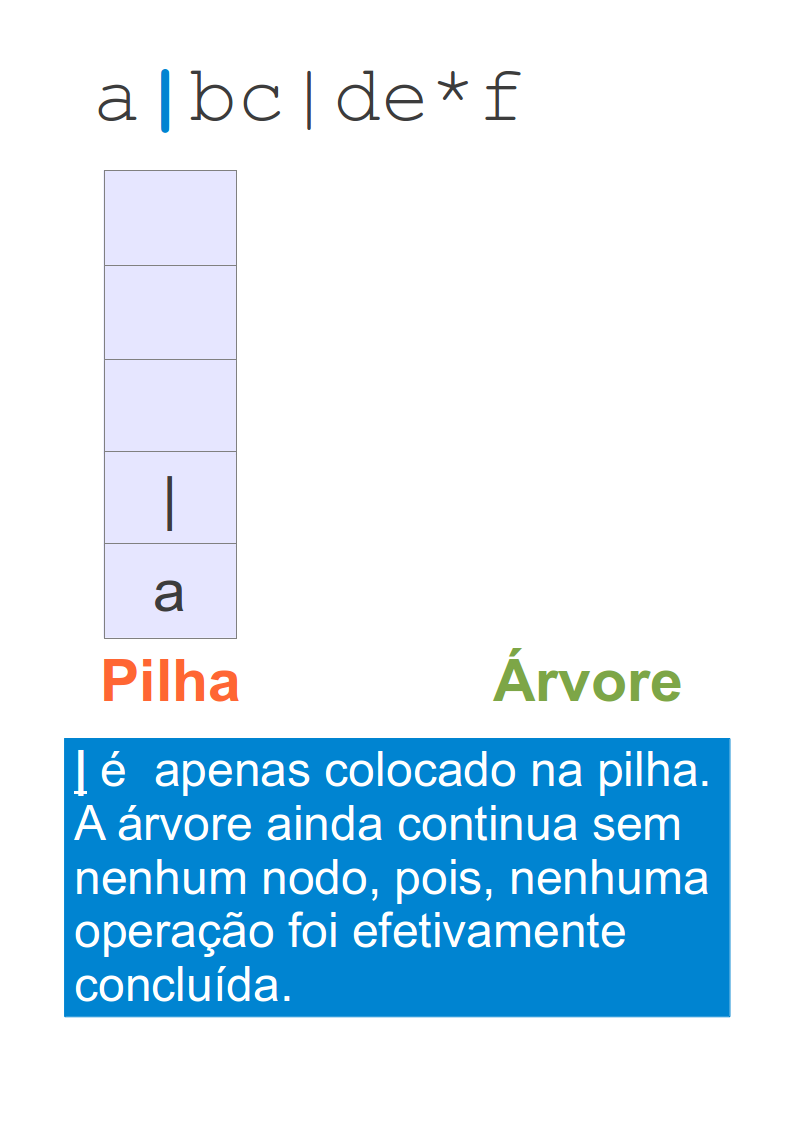 a|bc|de*f
|
a
Pilha Árvore
| é  apenas colocado na pilha.
A árvore ainda continua sem
nenhum nodo, pois, nenhuma
operação foi efetivamente
concluída.